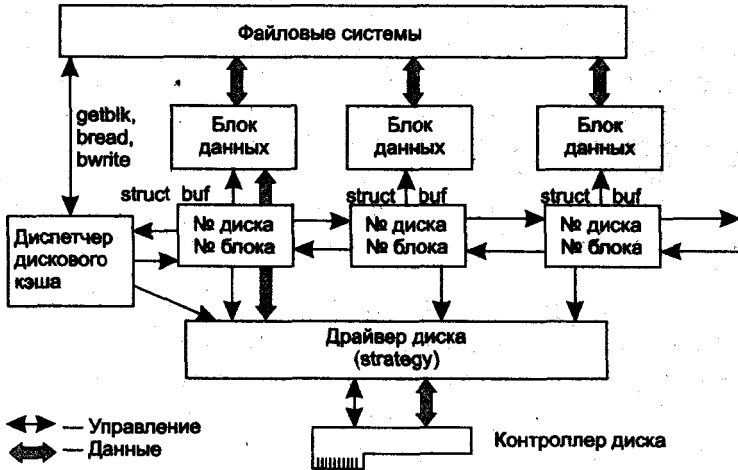 Файловые системы
getblk,
bread,
bwrite
Блок
данных
Блок
данных
Блок
данных
struct buf
struct buf
struct buf
Диспетчер
дискового
кэша
№ диска
№ блока
№ диска
№ блока
№ диска
№ блока
Драйвер диска
(strategy)
— Управление
— Данные
Контроллер диска